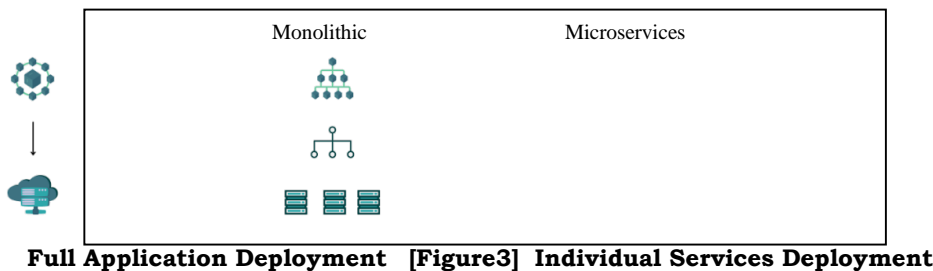 Monolithic Microservices
Full Application Deployment [Figure3] Individual Services Deployment